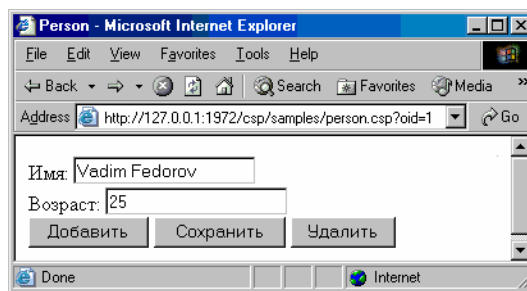 Person - Microsoft Internet Explorer
File Edit View Favorites Tools Help
Back Search Favorites Media »
Address http://127.0.0.1:1972/csp/samples/person.csp?oid=1 Go
Имя: Vadim Fedorov
Возраст: 25
Добавить Сохранить Удалить
Done Internet